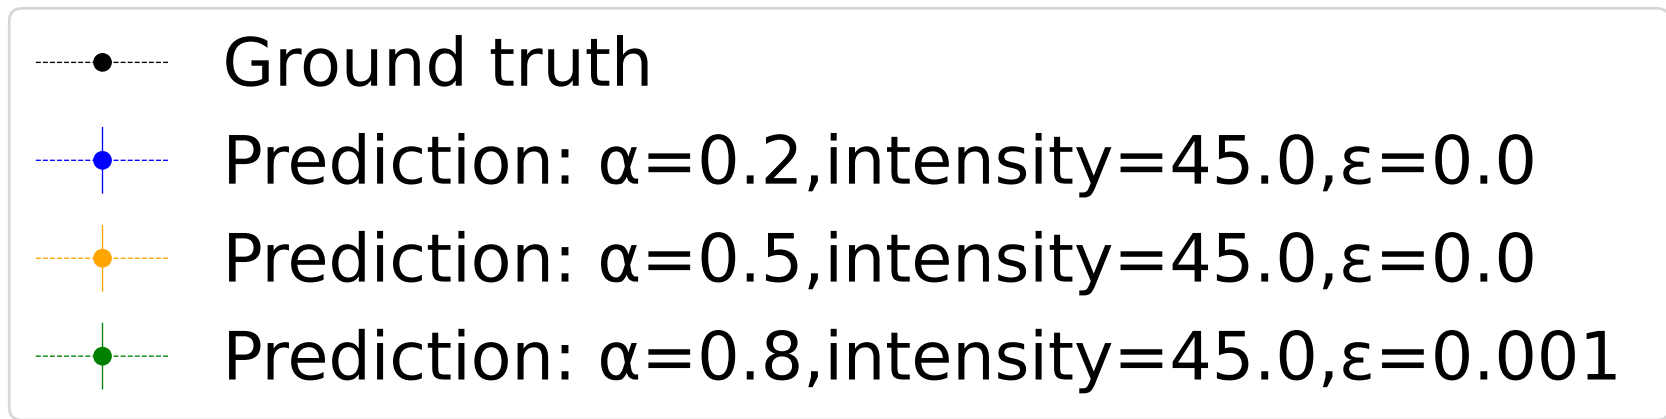 Ground truth
Prediction: α=0.2,intensity=45.0,ε=0.0
Prediction: α=0.5,intensity=45.0,ε=0.0
Prediction: α=0.8,intensity=45.0,ε=0.001